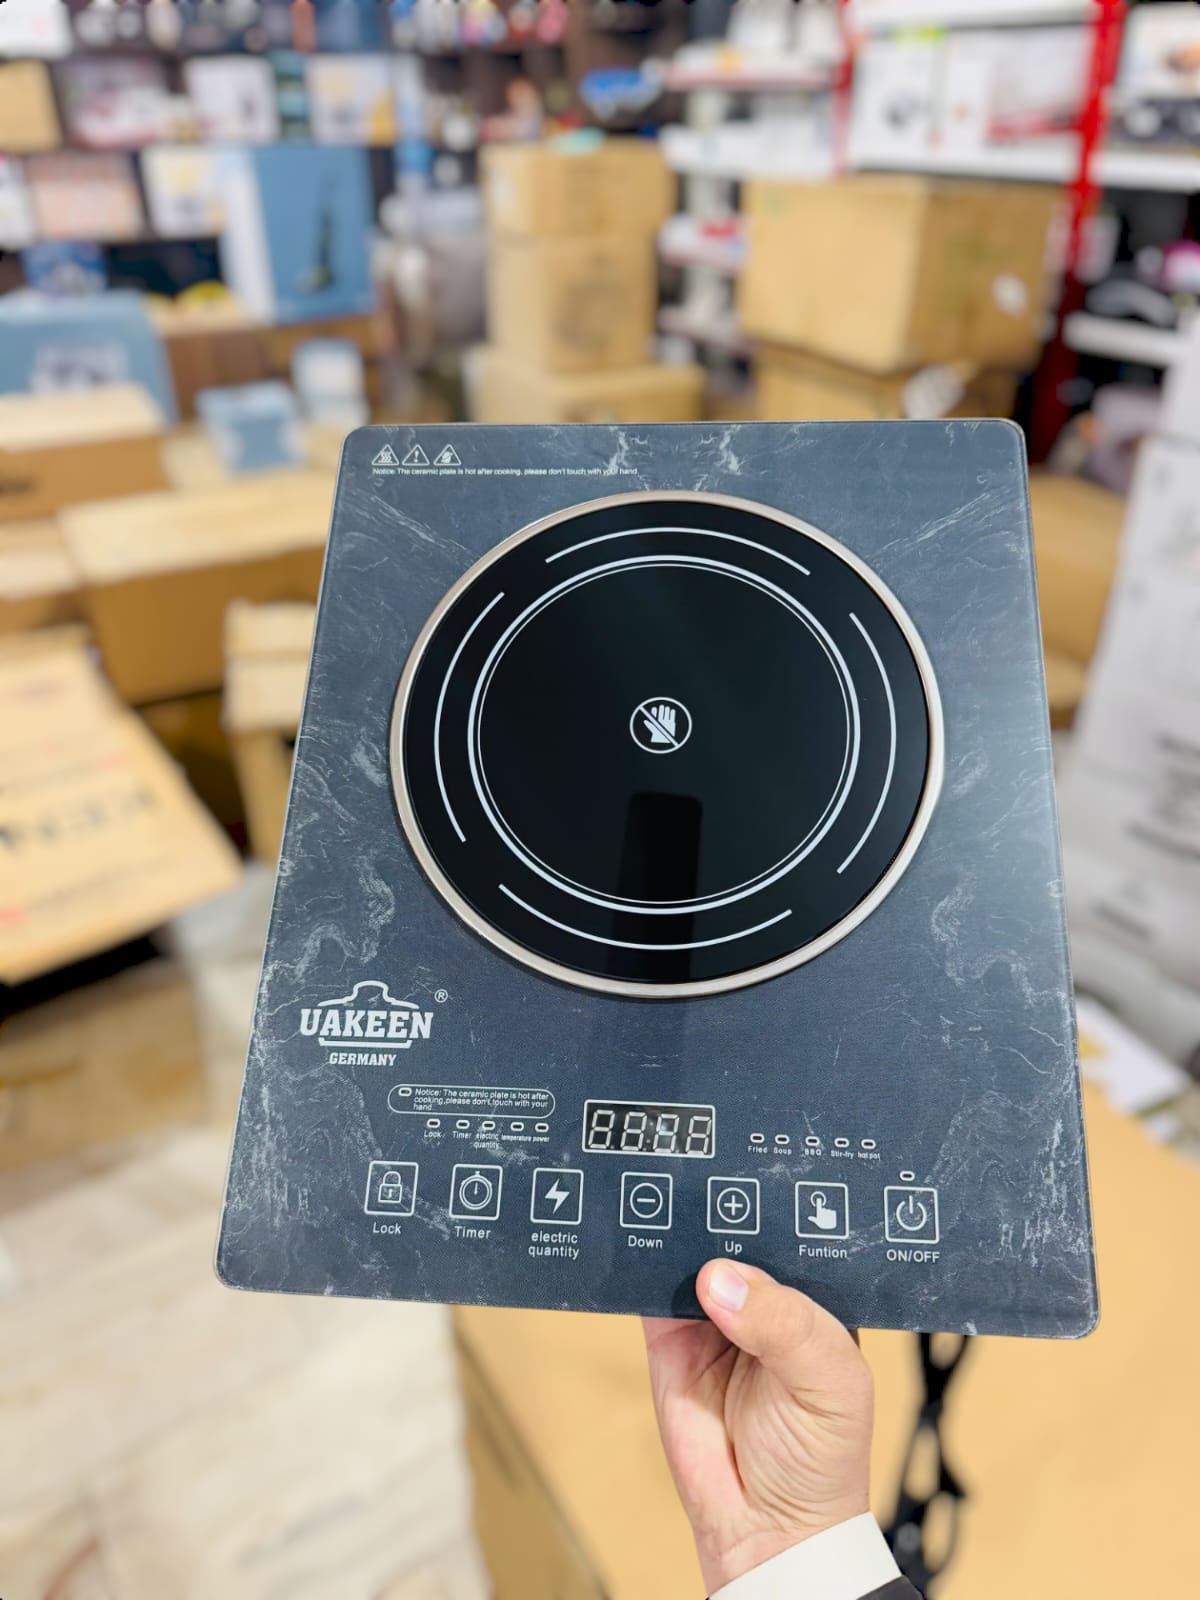 Notice: The ceramic plate is hot after cooking, please don't touch with your hand
UAKEEN ®
GERMANY
Notice: The ceramic plate is hot after
cooking,please don't touch with your
hand
Lock Timer electric quantity temperature power
Fried Soup BBQ Stir-fry hot pot
Lock
Timer
electric
quantity
Down
Up
Funtion
ON/OFF